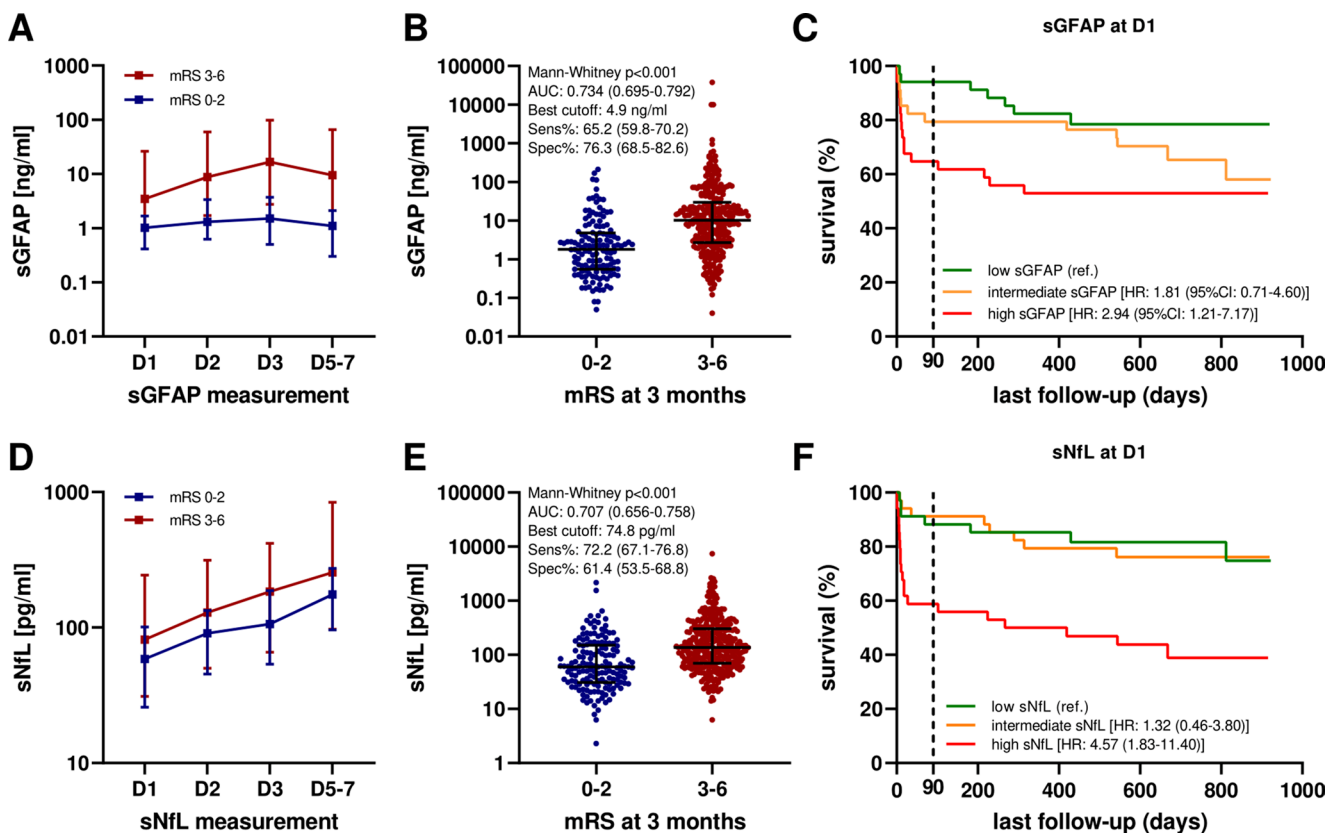 A
1000
100
10
1
0.1
0.01
sGFAP [ng/ml]
mRS 3-6
mRS 0-2
D1
D2
D3
D5-7
sGFAP measurement
B
100000
10000
1000
100
10
1
0.1
0.01
sGFAP [ng/ml]
Mann-Whitney p<0.001
AUC: 0.734 (0.695-0.792)
Best cutoff: 4.9 ng/ml
Sens%: 65.2 (59.8-70.2)
Spec%: 76.3 (68.5-82.6)
0-2
3-6
mRS at 3 months
C
sGFAP at D1
100
80
60
40
20
0
survival (%)
low sGFAP (ref.)
intermediate sGFAP [HR: 1.81 (95%CI: 0.71-4.60)]
high sGFAP [HR: 2.94 (95%CI: 1.21-7.17)]
0
90
200
400
600
800
1000
last follow-up (days)
D
1000
100
10
sNfL [pg/ml]
mRS 0-2
mRS 3-6
D1
D2
D3
D5-7
sNfL measurement
E
100000
10000
1000
100
10
1
sNfL [pg/ml]
Mann-Whitney p<0.001
AUC: 0.707 (0.656-0.758)
Best cutoff: 74.8 pg/ml
Sens%: 72.2 (67.1-76.8)
Spec%: 61.4 (53.5-68.8)
0-2
3-6
mRS at 3 months
F
sNfL at D1
100
80
60
40
20
0
survival (%)
low sNfL (ref.)
intermediate sNfL [HR: 1.32 (0.46-3.80)]
high sNfL [HR: 4.57 (1.83-11.40)]
0
90
200
400
600
800
1000
last follow-up (days)